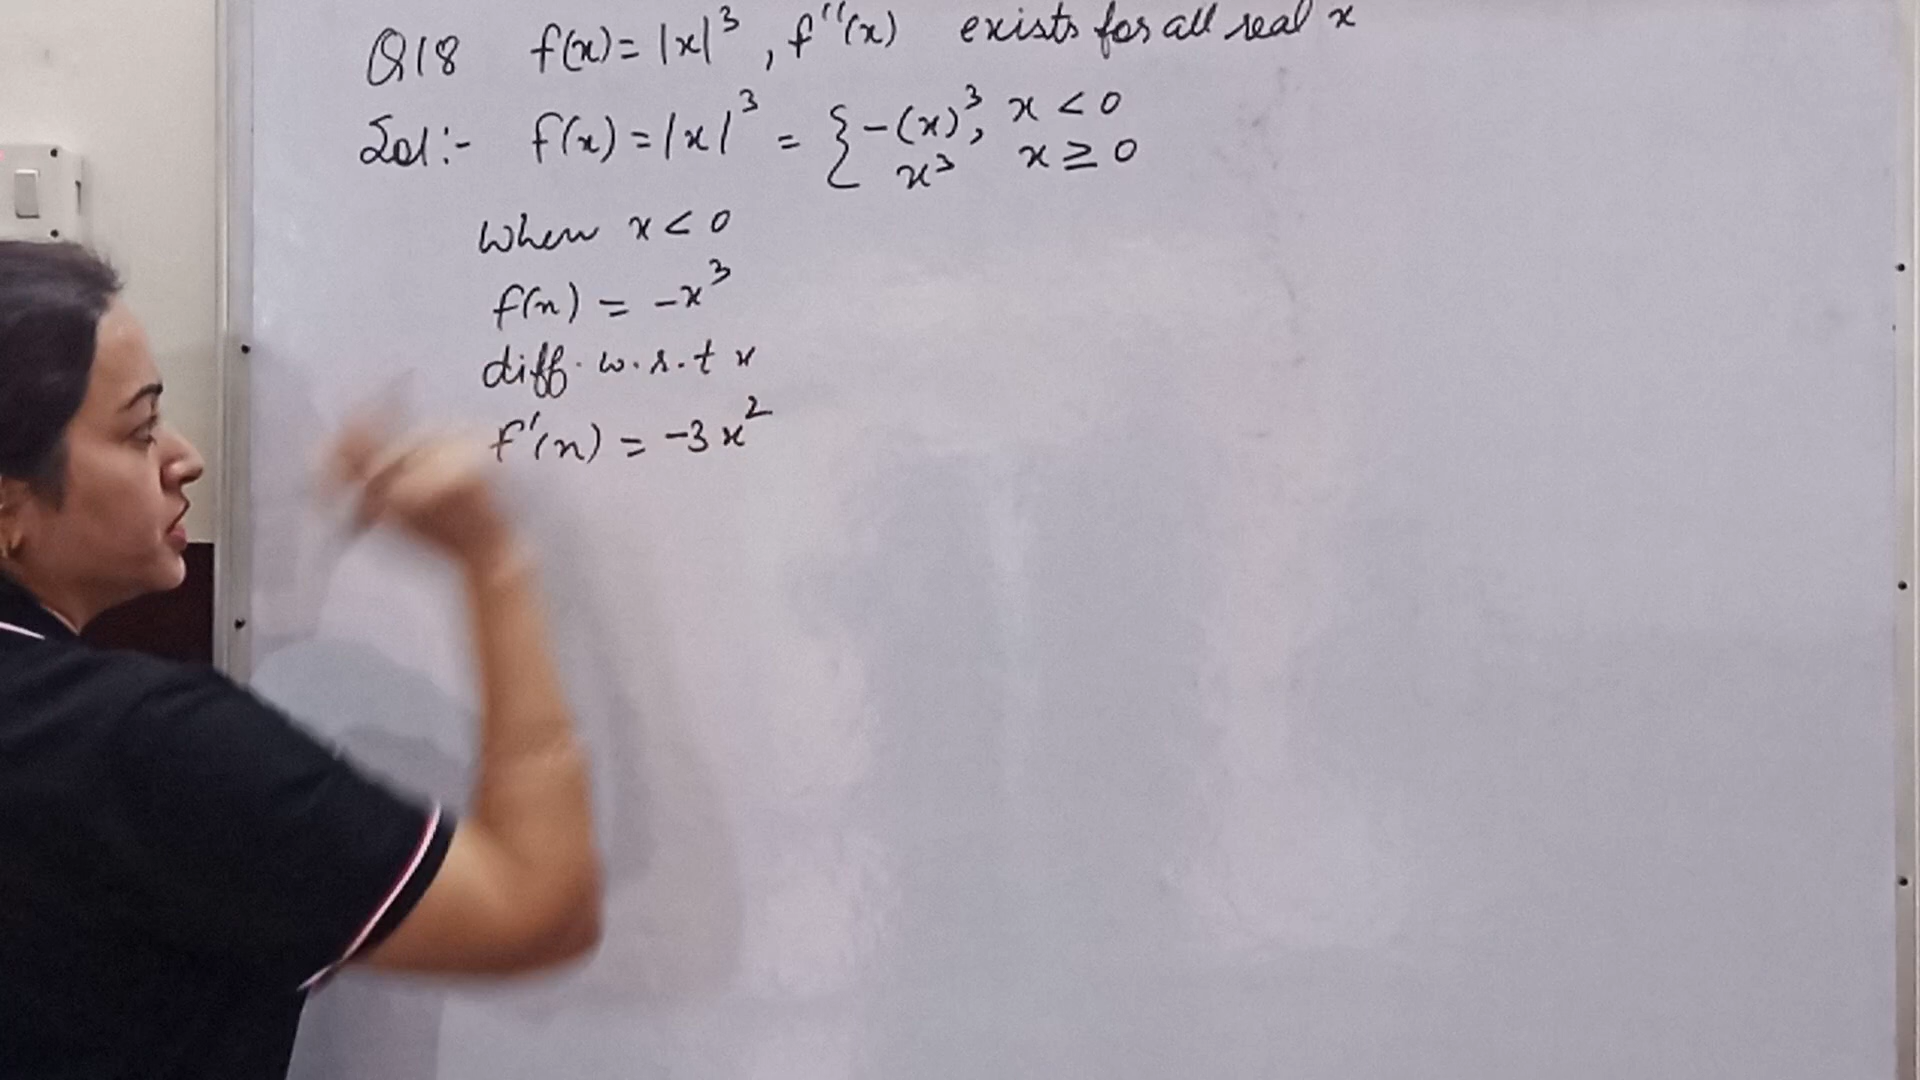 Q18 f(x) = |x|³, f''(x) exists for all real x
Sol:- f(x) = |x|³ = { -(x)³, x < 0
x³ x ≥ 0
When x < 0
f(x) = -x³
diff. w.r.t x
f'(x) = -3x²